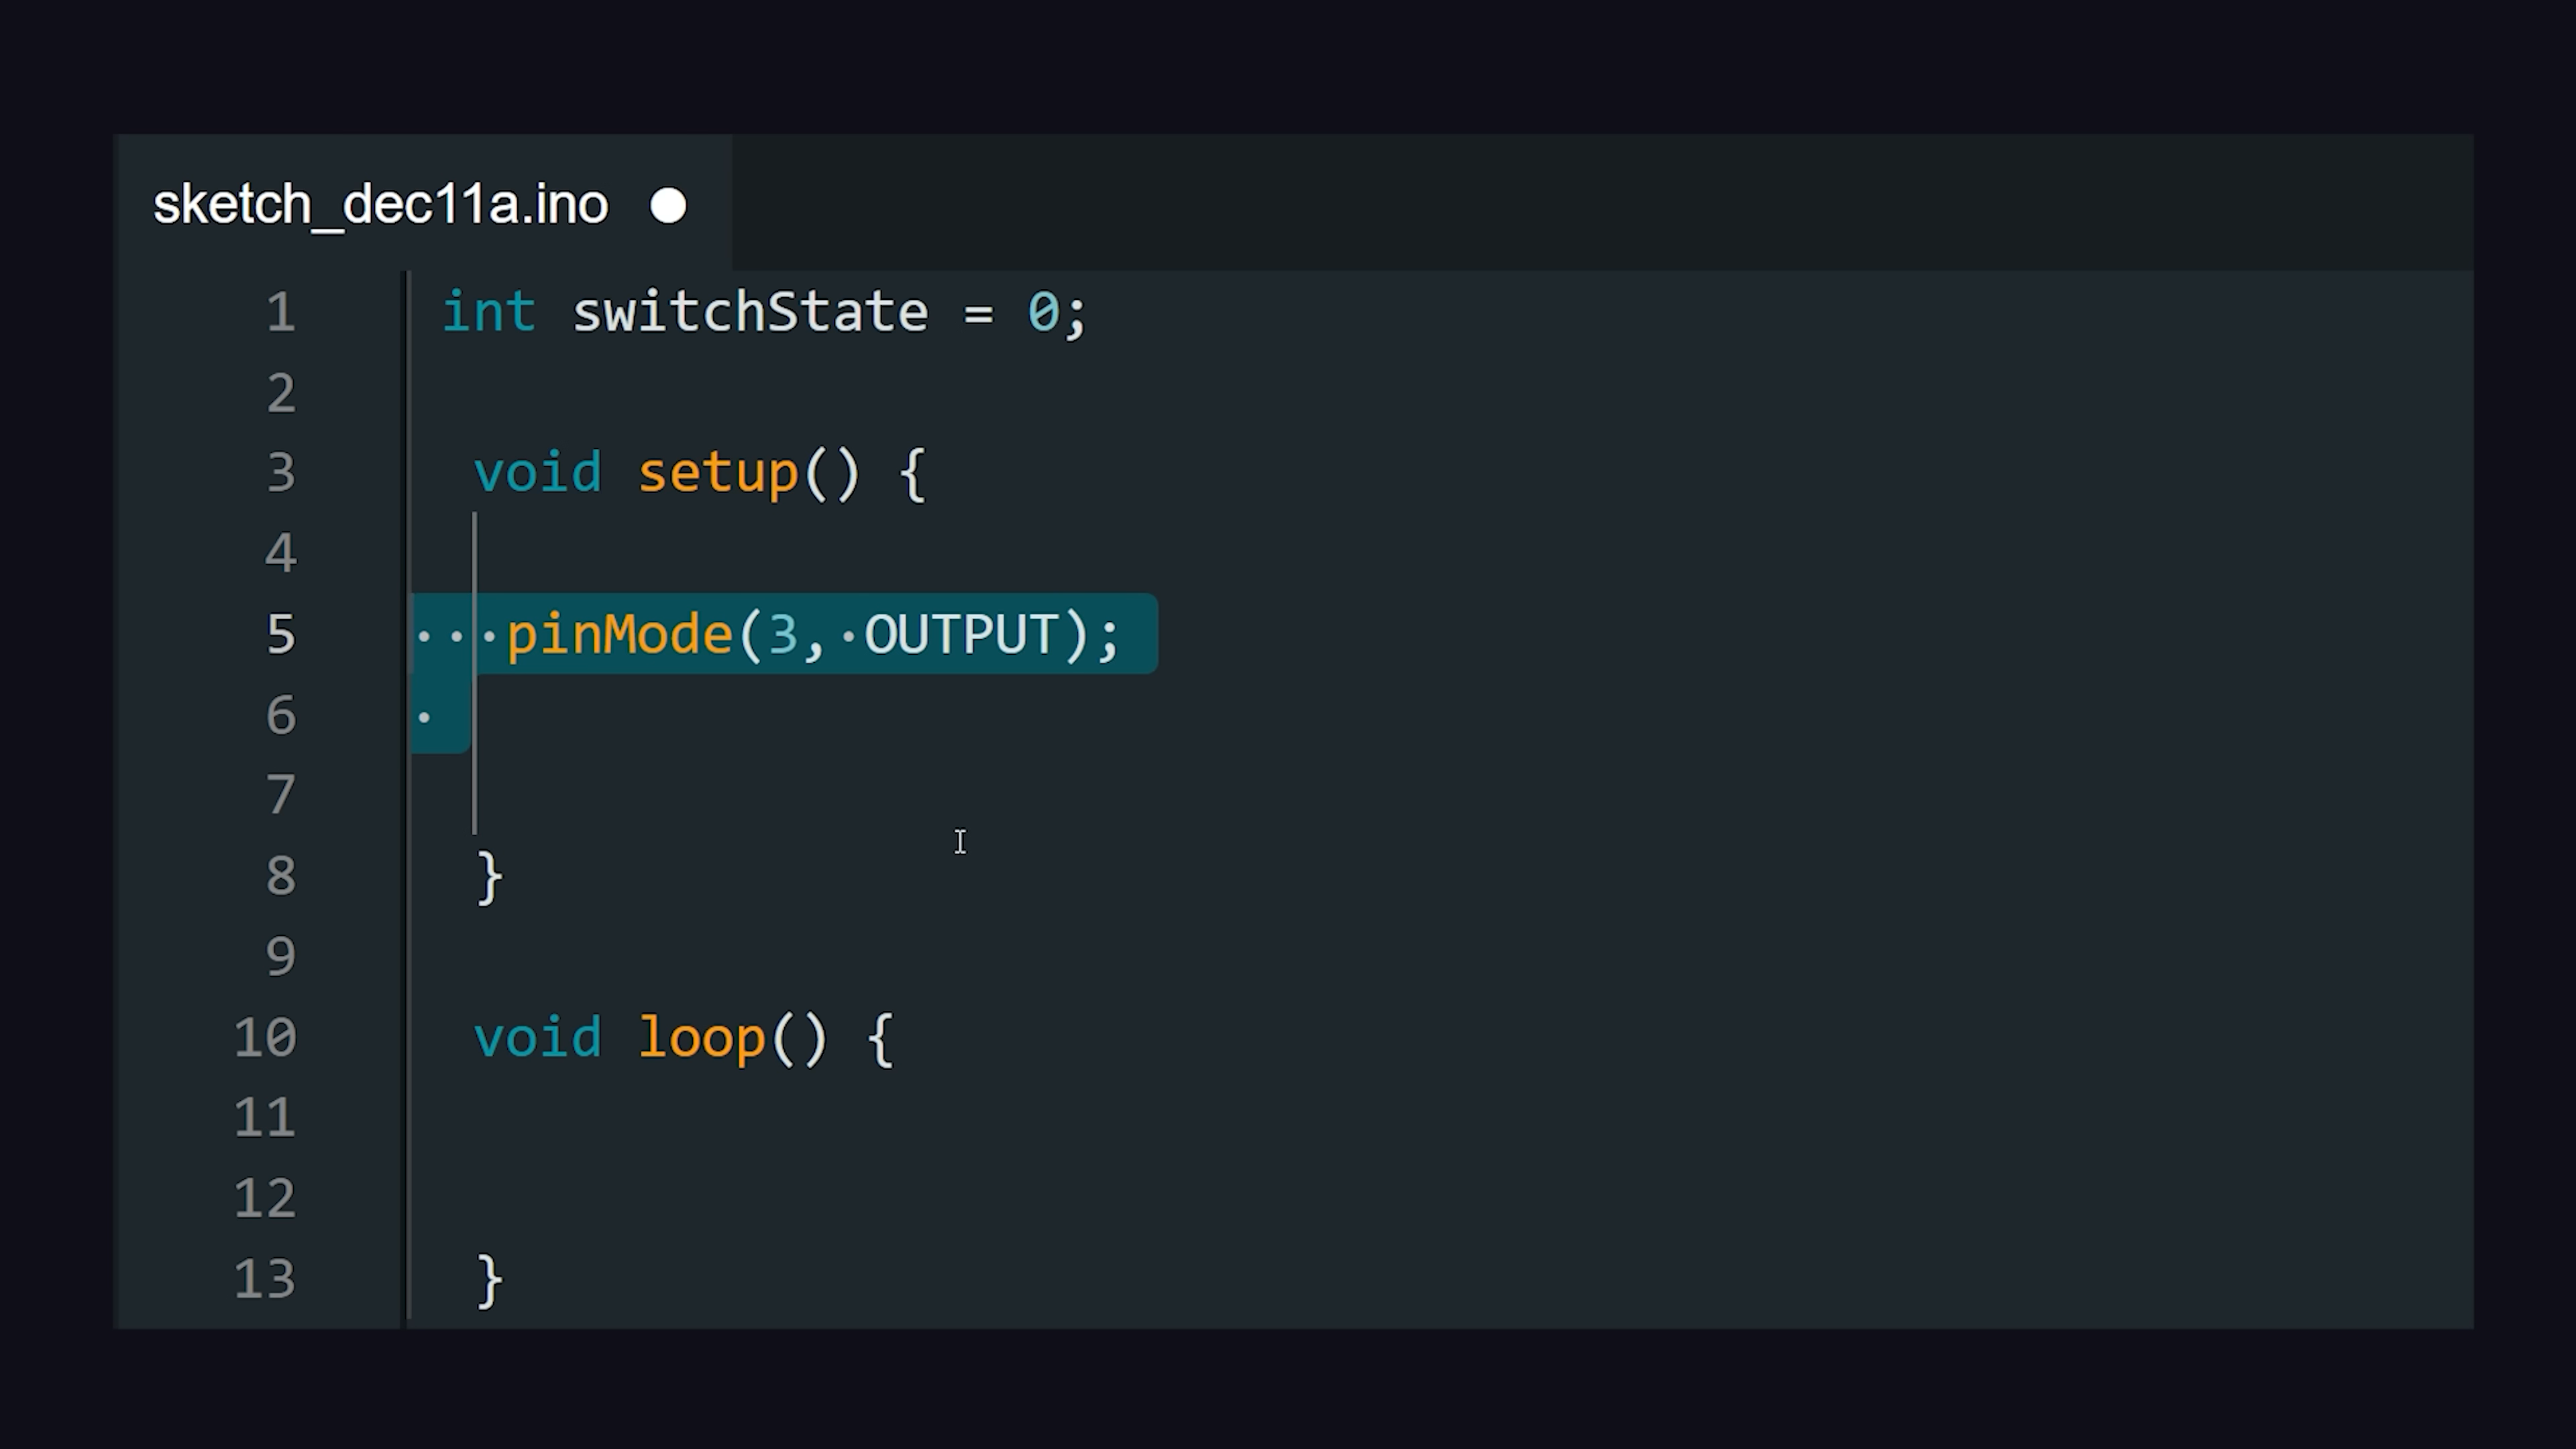 sketch_dec11a.ino
1 int switchState = 0;
2
3 void setup() {
4
5 pinMode(3, OUTPUT);
6
7
8 }
9
10 void loop() {
11
12
13 }